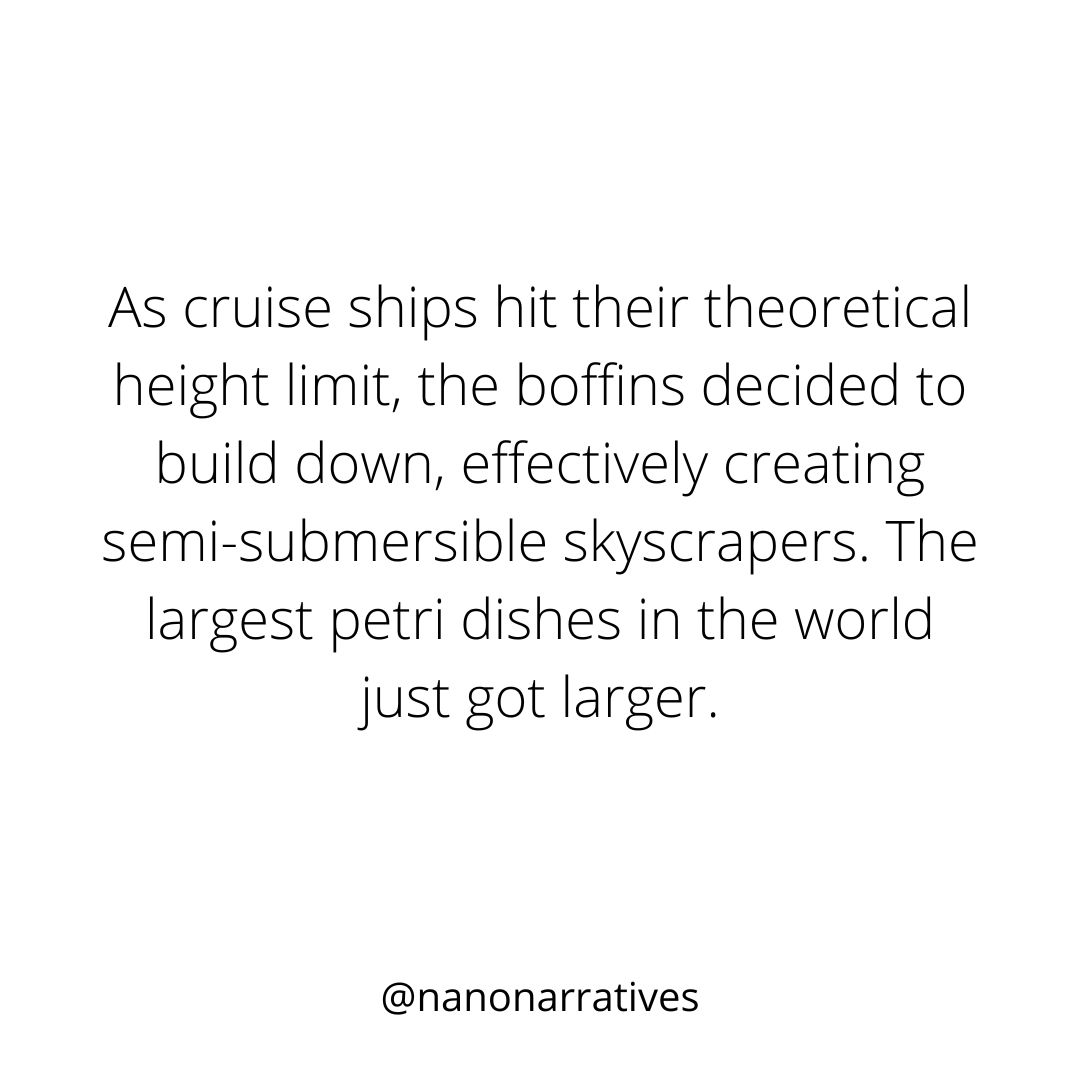 As cruise ships hit their theoretical
height limit, the boffins decided to
build down, effectively creating
semi-submersible skyscrapers. The
largest petri dishes in the world
just got larger.
@nanonarratives